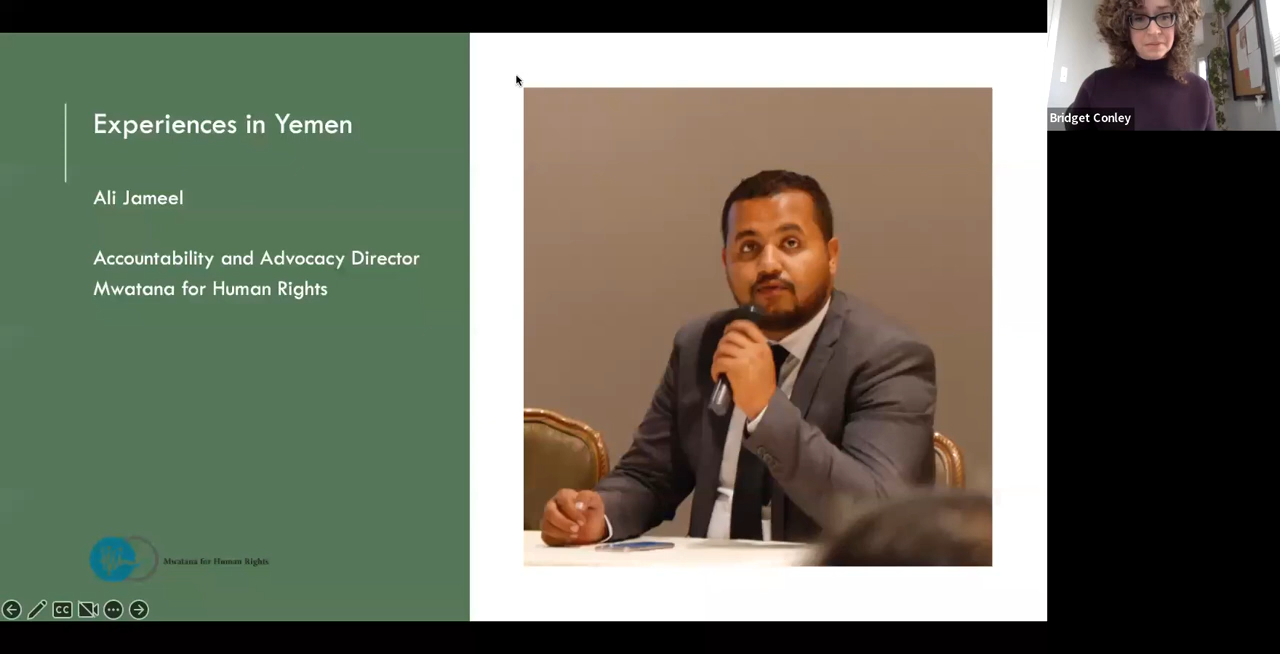 Experiences in Yemen
Ali Jameel
Accountability and Advocacy Director
Mwatana for Human Rights
Mwatana for Human Rights
CC
Bridget Conley